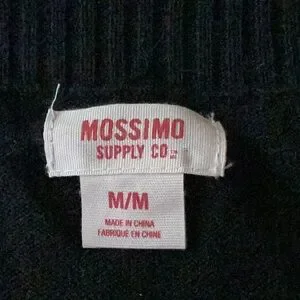 MOSSIMO
SUPPLY CO.
M/M
MADE IN CHINA
FABRIQUÉ EN CHINE